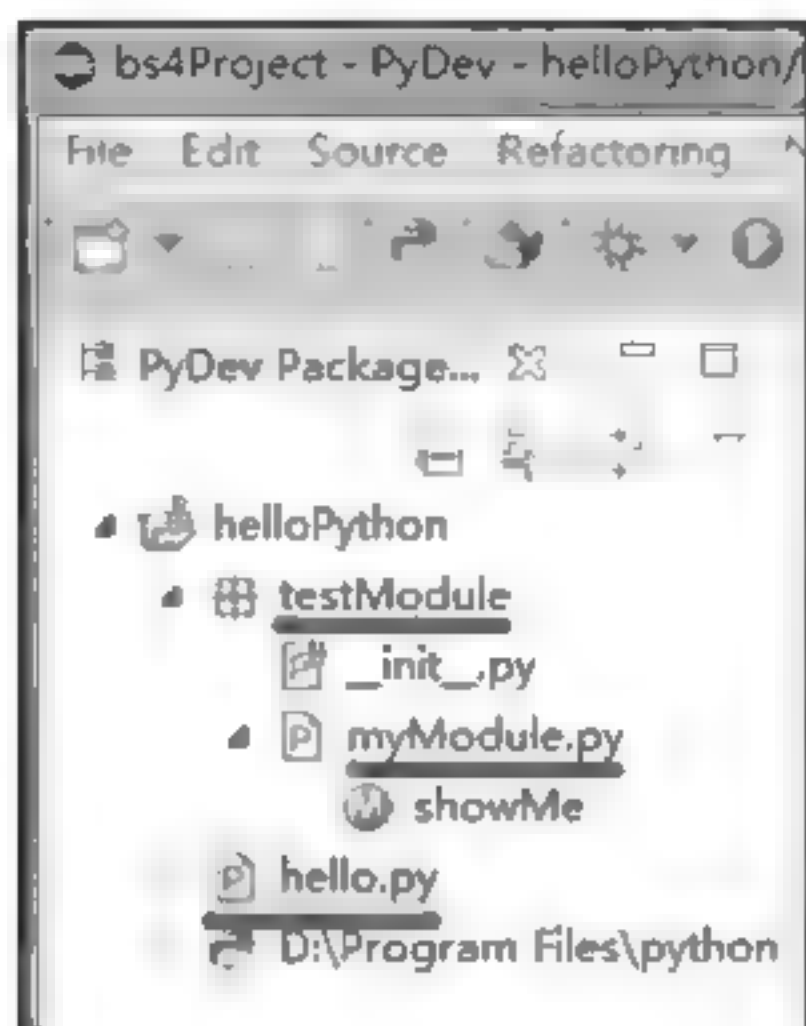 bs4Project - PyDev - helloPython/
File Edit Source Refactoring
PyDev Package...
helloPython
testModule
__init__.py
myModule.py
showMe
hello.py
D:\Program Files\python